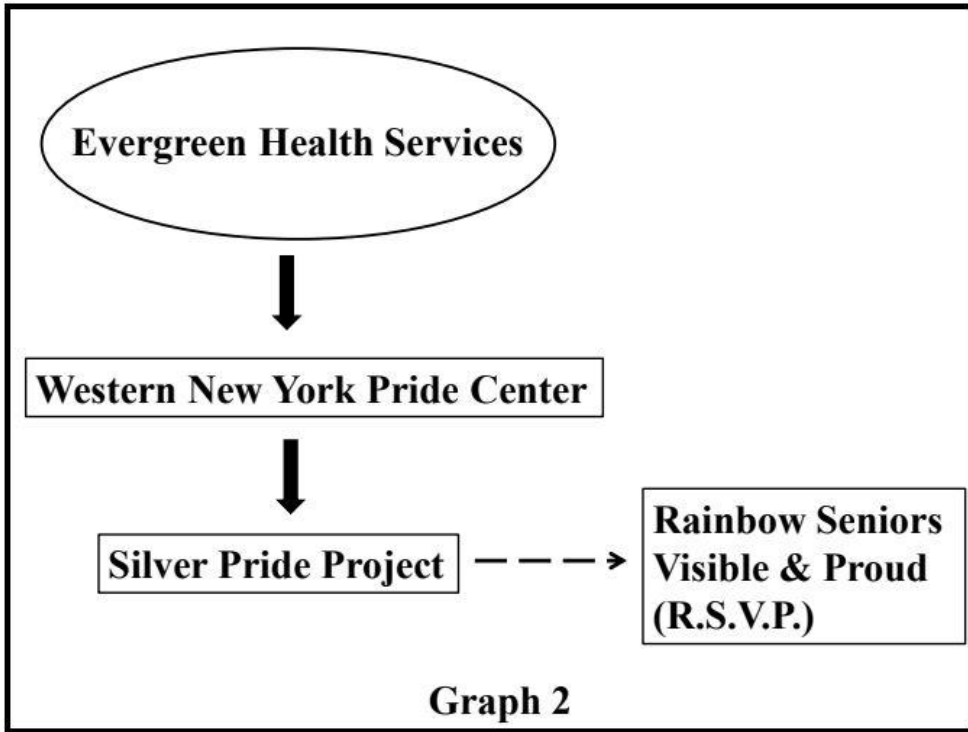 Evergreen Health Services
Western New York Pride Center
Silver Pride Project
Rainbow Seniors
Visible & Proud
(R.S.V.P.)
Graph 2